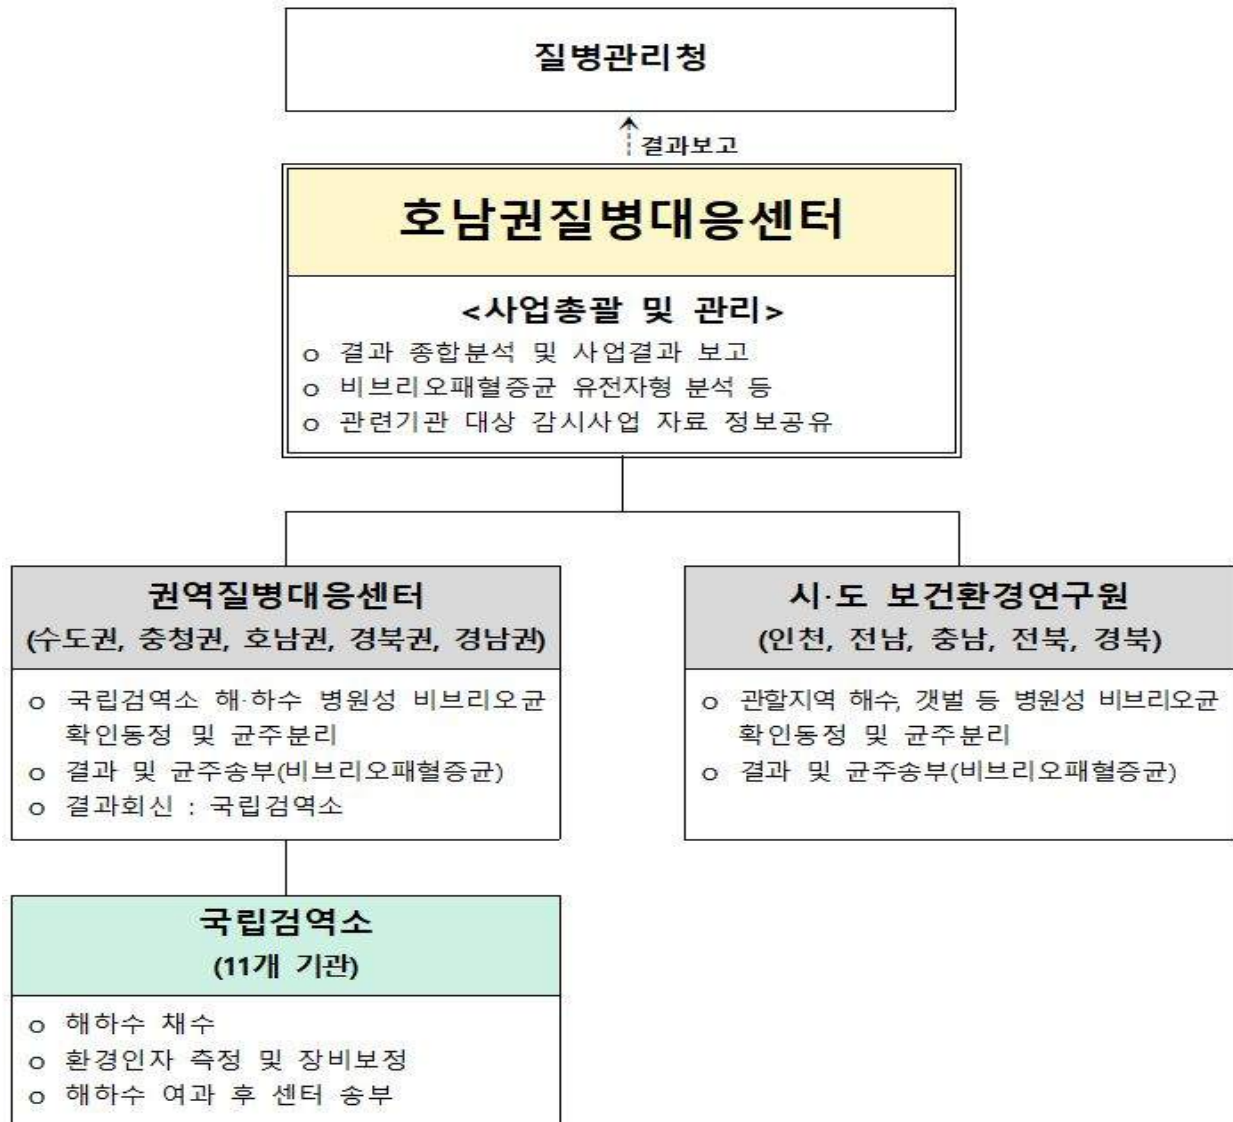 질병관리청
결과보고
호남권질병대응센터
<사업총괄 및 관리>
o 결과 종합분석 및 사업결과 보고
o 비브리오패혈증균 유전자형 분석 등
o 관련기관 대상 감시사업 자료 정보공유
권역질병대응센터
(수도권, 충청권, 호남권, 경북권, 경남권)
o 국립검역소 해·하수 병원성 비브리오균
확인동정 및 균주분리
o 결과 및 균주송부(비브리오패혈증균)
o 결과회신 : 국립검역소
시·도 보건환경연구원
(인천, 전남, 충남, 전북, 경북)
o 관할지역 해수, 갯벌 등 병원성 비브리오균
확인동정 및 균주분리
o 결과 및 균주송부(비브리오패혈증균)
국립검역소
(11개 기관)
o 해하수 채수
o 환경인자 측정 및 장비보정
o 해하수 여과 후 센터 송부